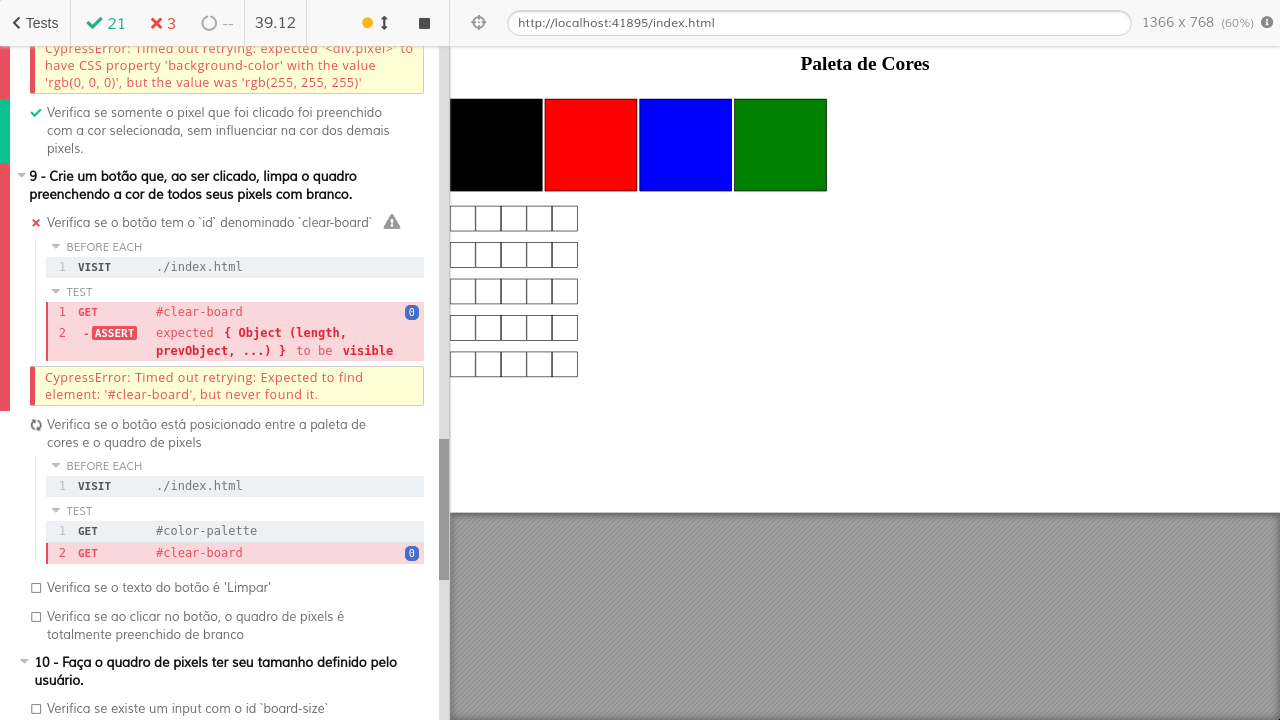 Tests
21
3
--
39.12
http://localhost:41895/index.html
1366 x 768 (60%)
CypressError: Timed out retrying: expected '<div.pixel>' to
have CSS property 'background-color' with the value
'rgb(0, 0, 0)', but the value was 'rgb(255, 255, 255)'
Verifica se somente o pixel que foi clicado foi preenchido
com a cor selecionada, sem influenciar na cor dos demais
pixels.
9 - Crie um botão que, ao ser clicado, limpa o quadro
preenchendo a cor de todos seus pixels com branco.
Verifica se o botão tem o `id` denominado `clear-board`
BEFORE EACH
1 VISIT ./index.html
TEST
1 GET #clear-board 0
2 - ASSERT expected { Object (length,
prevObject, ...) } to be visible
CypressError: Timed out retrying: Expected to find
element: '#clear-board', but never found it.
Verifica se o botão está posicionado entre a paleta de
cores e o quadro de pixels
BEFORE EACH
1 VISIT ./index.html
TEST
1 GET #color-palette
2 GET #clear-board 0
Verifica se o texto do botão é 'Limpar'
Verifica se ao clicar no botão, o quadro de pixels é
totalmente preenchido de branco
10 - Faça o quadro de pixels ter seu tamanho definido pelo
usuário.
Verifica se existe um input com o id `board-size`
Paleta de Cores